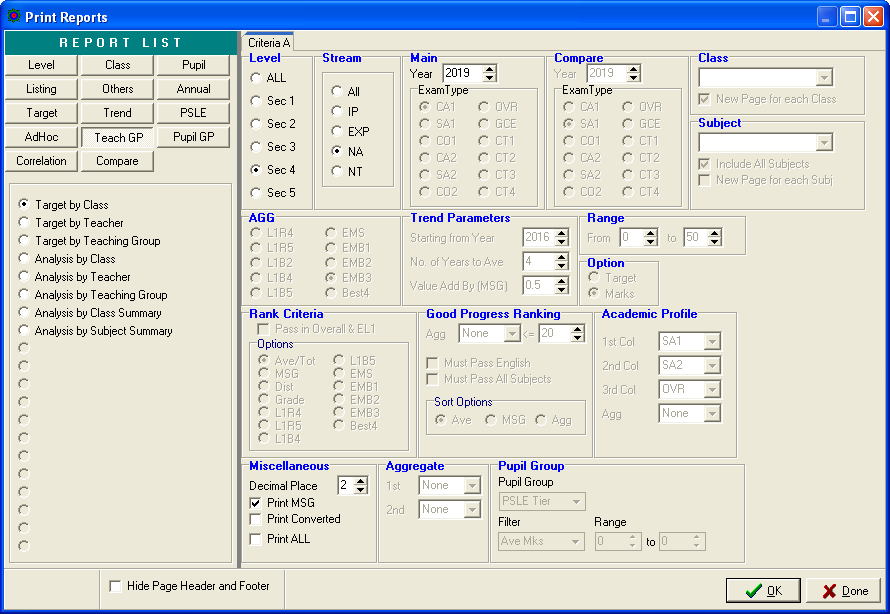 Print Reports
REPORT LIST
Level Class Pupil
Listing Others Annual
Target Trend PSLE
AdHoc Teach GP Pupil GP
Correlation Compare
Target by Class
Target by Teacher
Target by Teaching Group
Analysis by Class
Analysis by Teacher
Analysis by Teaching Group
Analysis by Class Summary
Analysis by Subject Summary
Criteria A
Level
ALL
Sec 1
Sec 2
Sec 3
Sec 4
Sec 5
Stream
All
IP
EXP
NA
NT
Main
Year 2019
ExamType
CA1 OVR
SA1 GCE
CO1 CT1
CA2 CT2
SA2 CT3
CO2 CT4
Compare
Year 2019
ExamType
CA1 OVR
SA1 GCE
CO1 CT1
CA2 CT2
SA2 CT3
CO2 CT4
Class
New Page for each Class
Subject
Include All Subjects
New Page for each Subj
AGG
L1R4 EMS
L1R5 EMB1
L1B2 EMB2
L1B4 EMB3
L1B5 Best4
Trend Parameters
Starting from Year 2016
No. of Years to Ave 4
Value Add By (MSG) 0.5
Range
From 0 to 50
Option
Target
Marks
Rank Criteria
Pass in Overall & EL1
Options
Ave/Tot L1B5
MSG EMS
Dist EMB1
Grade EMB2
L1R4 EMB3
L1R5 Best4
L1B4
Good Progress Ranking
Agg None <= 20
Must Pass English
Must Pass All Subjects
Sort Options
Ave MSG Agg
Academic Profile
1st Col SA1
2nd Col SA2
3rd Col OVR
Agg None
Miscellaneous
Decimal Place 2
Print MSG
Print Converted
Print ALL
Aggregate
1st None
2nd None
Pupil Group
Pupil Group
PSLE Tier
Filter Range
Ave Mks 0 to 0
Hide Page Header and Footer
OK Done